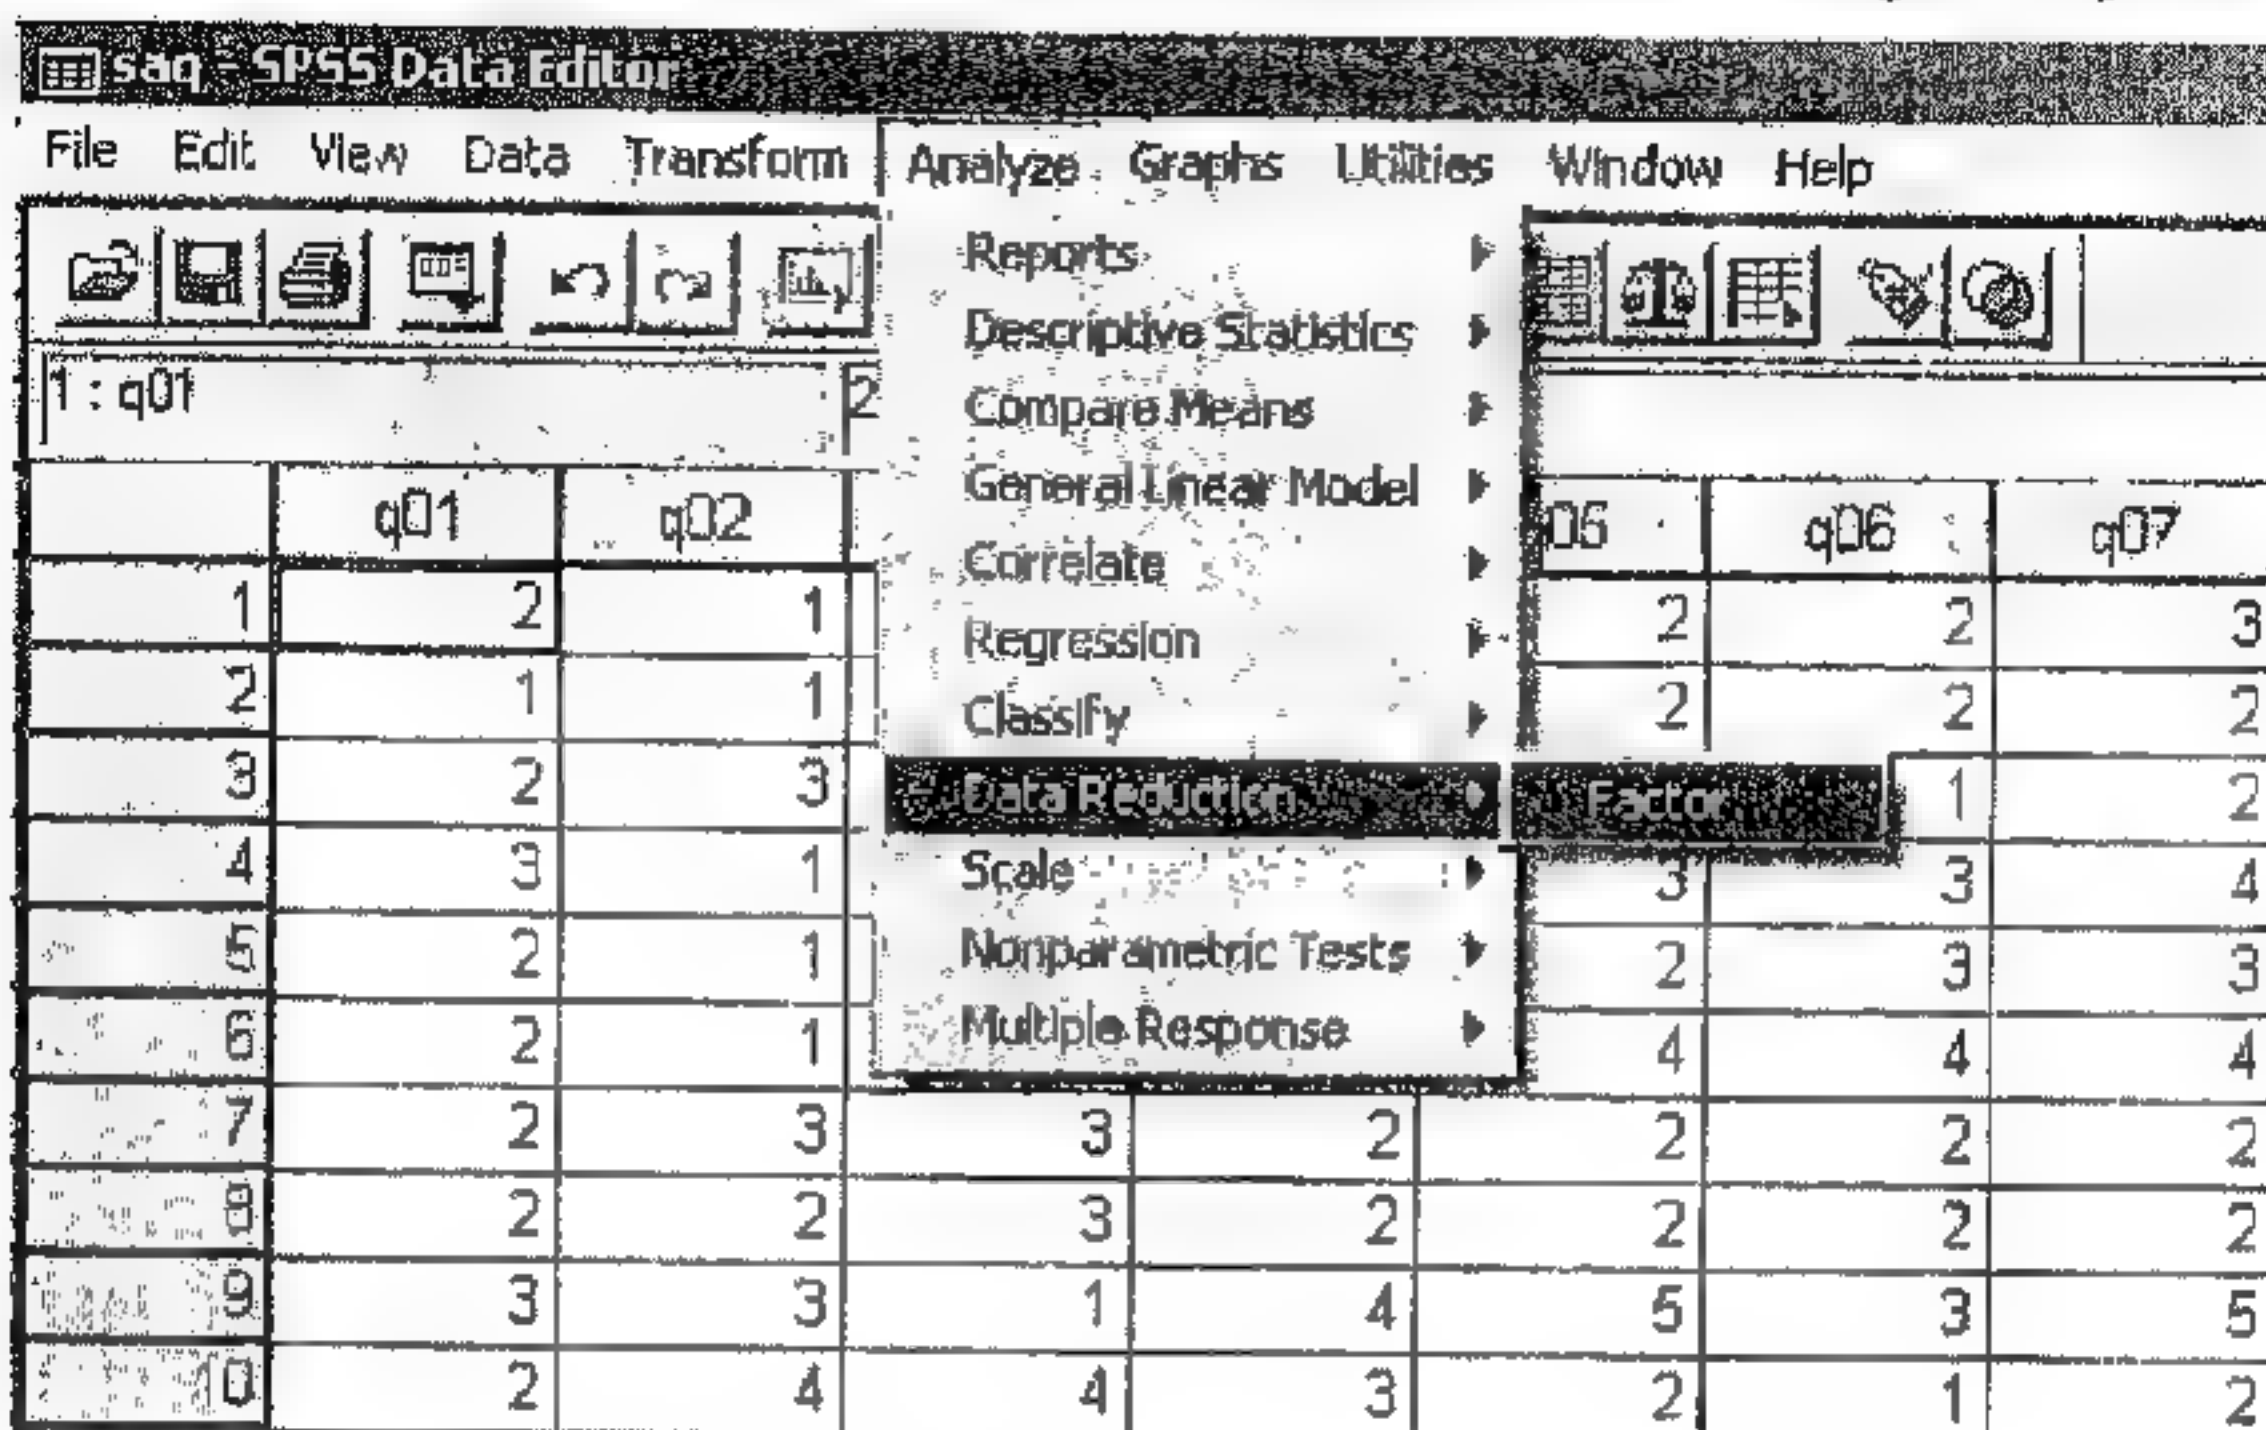 saq - SPSS Data Editor
File Edit View Data Transform Analyze Graphs Utilities Window Help
Reports
Descriptive Statistics
1 : q01 2
Compare Means
General Linear Model
q01 q02 05 q06 q07
Correlate
1 2 1 2 2 3
Regression
2 1 1 2 2 2
Classify
3 2 3 Data Reduction Factor 1 2
4 3 1 Scale 3 3 4
5 2 1 Nonparametric Tests 2 3 3
6 2 1 Multiple Response 4 4 4
7 2 3 3 2 2 2 2
8 2 2 3 2 2 2 2
9 3 3 1 4 5 3 5
10 2 4 4 3 2 1 2